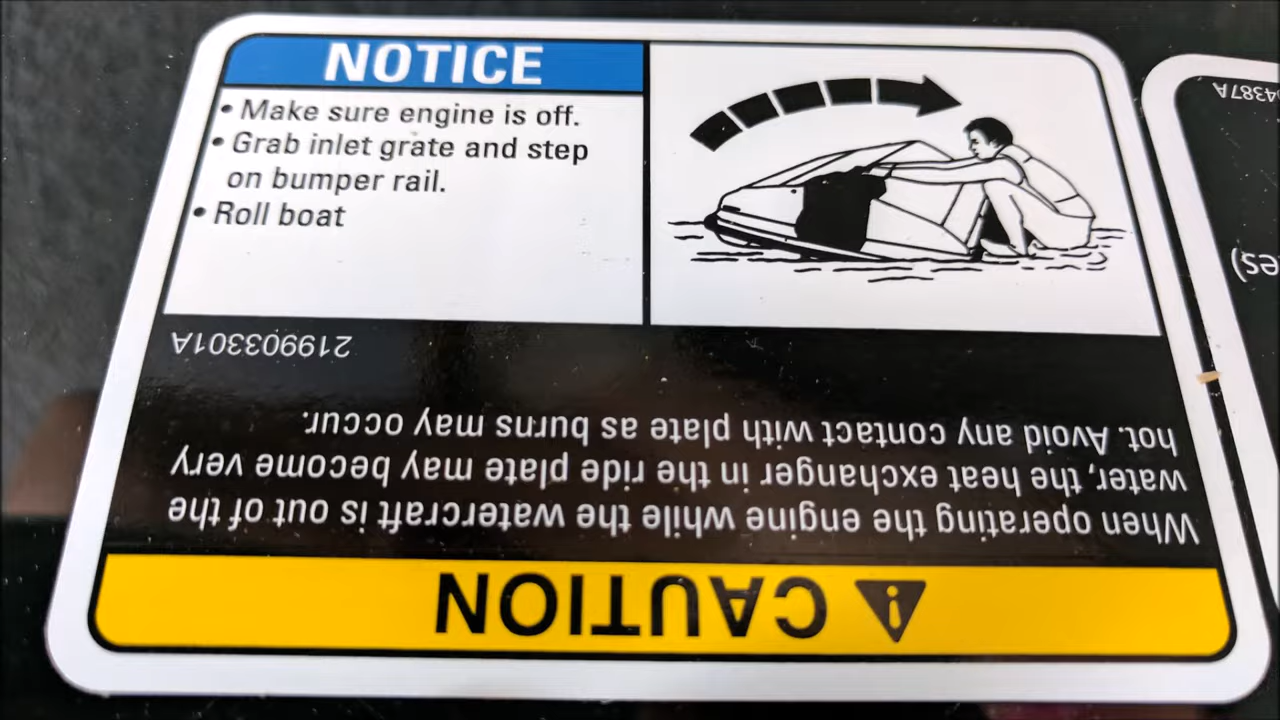 NOTICE
• Make sure engine is off.
• Grab inlet grate and step
on bumper rail.
• Roll boat
CAUTION
When operating the engine while the watercraft is out of the
water, the heat exchanger in the ride plate may become very
hot. Avoid any contact with plate as burns may occur.
219903301A
4387A
es)